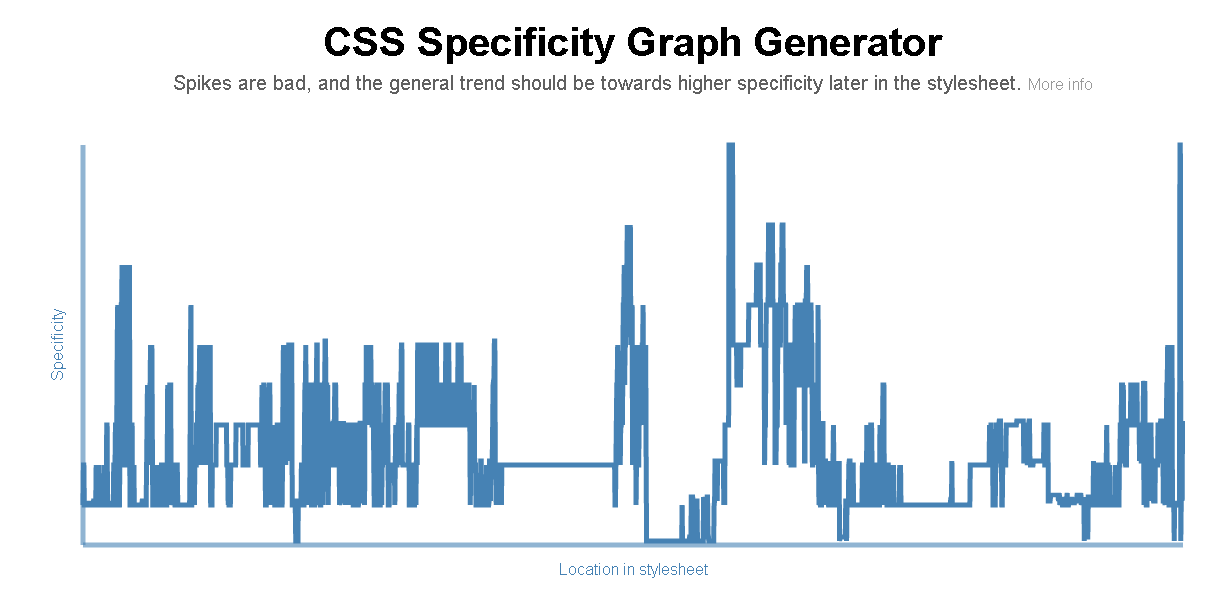 CSS Specificity Graph Generator
Spikes are bad, and the general trend should be towards higher specificity later in the stylesheet. More info
Specificity
Location in stylesheet